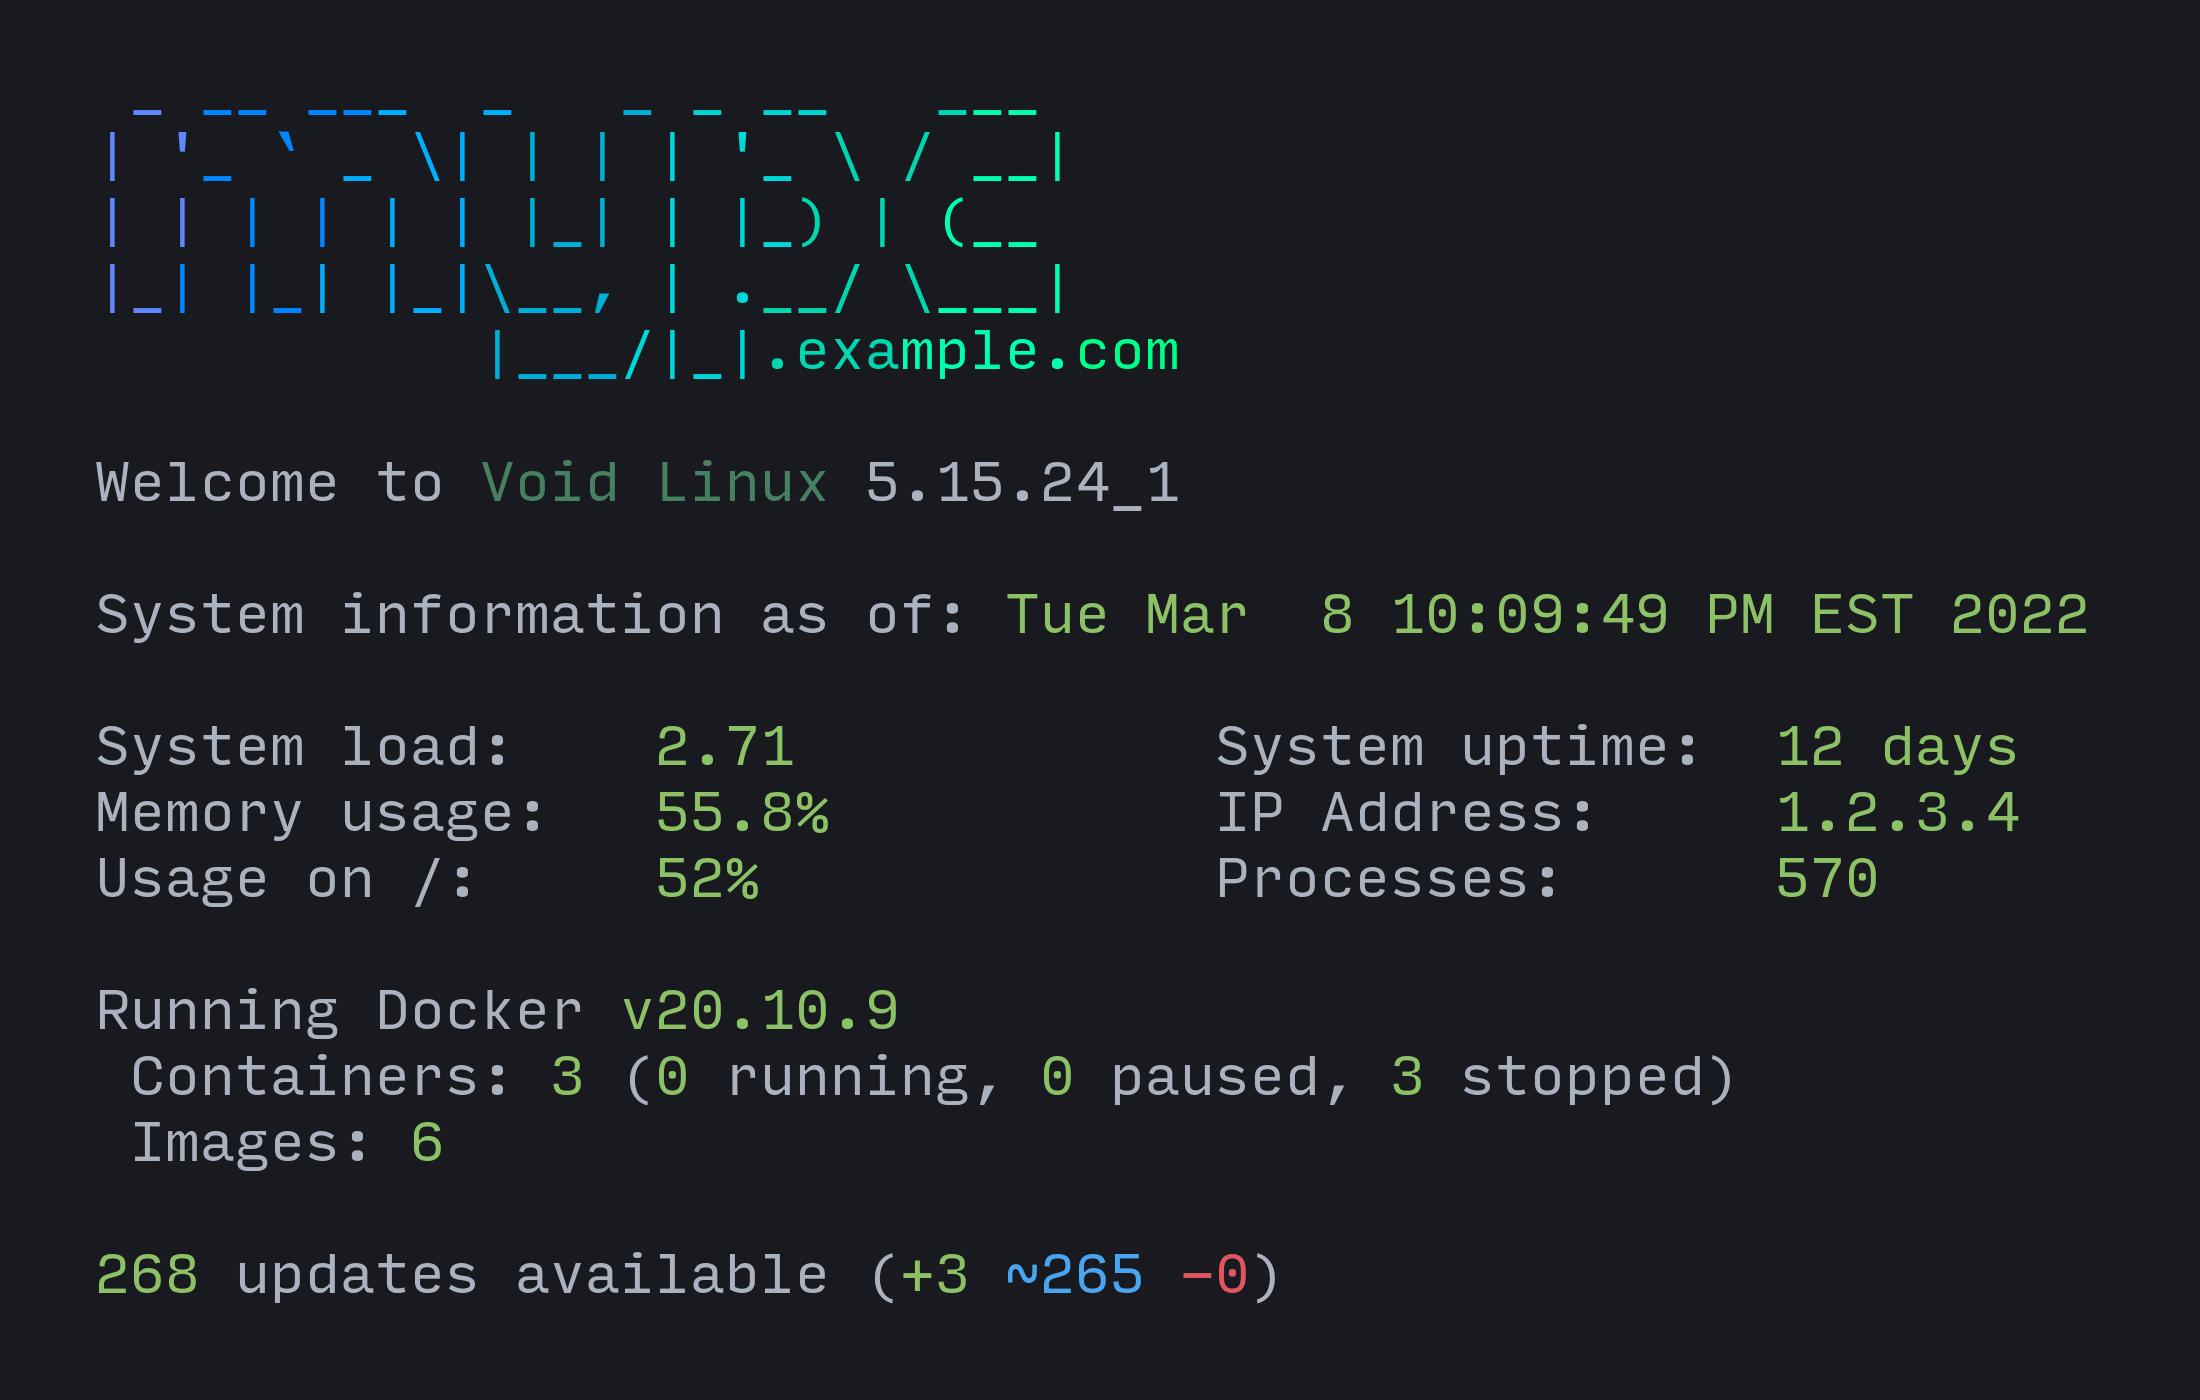 _ __ ___  _   _ _ __   ___
| '_ ` _ \| | | | '_ \ / __|
| | | | | | |_| | |_) | (__
|_| |_| |_|\__, | .__/ \___|
           |___/|_|.example.com
Welcome to Void Linux 5.15.24_1
System information as of: Tue Mar  8 10:09:49 PM EST 2022
System load:    2.71            System uptime:  12 days
Memory usage:   55.8%           IP Address:     1.2.3.4
Usage on /:     52%             Processes:      570
Running Docker v20.10.9
 Containers: 3 (0 running, 0 paused, 3 stopped)
 Images: 6
268 updates available (+3 ~265 -0)